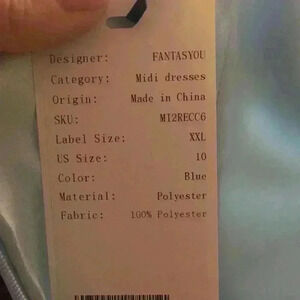 Designer: FANTASYOU
Category: Midi dresses
Origin: Made in China
SKU: MI2RECC6
Label Size: XXL
US Size: 10
Color: Blue
Material: Polyester
Fabric: 100% Polyester